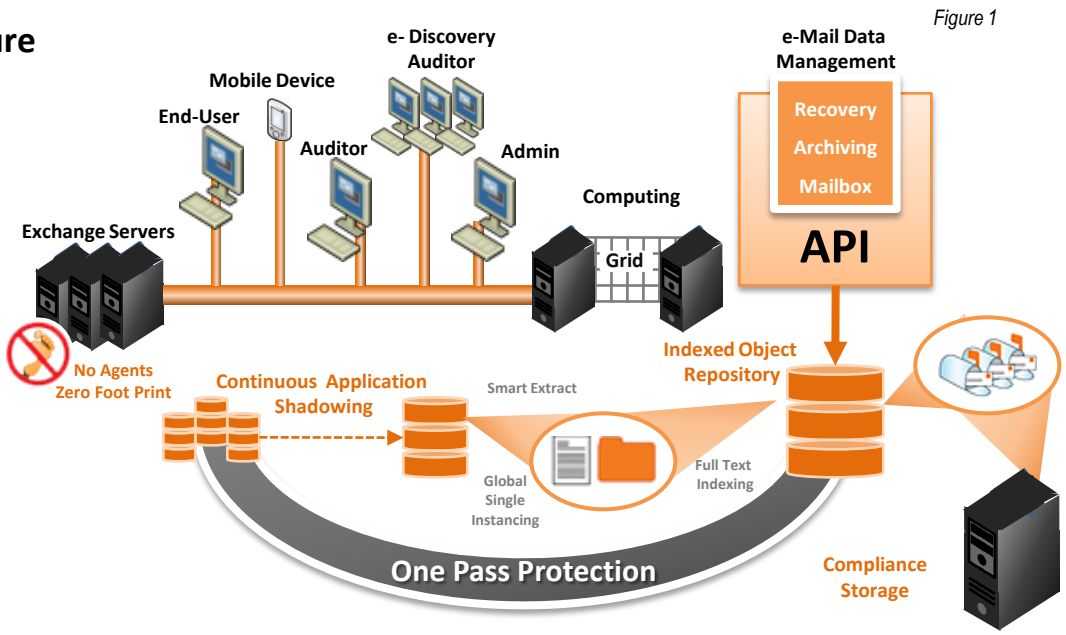 Figure 1
ure
e- Discovery
Auditor
e-Mail Data
Management
Mobile Device
End-User
Auditor
Admin
Recovery
Archiving
Mailbox
API
Computing
Grid
Exchange Servers
No Agents
Zero Foot Print
Continuous Application
Shadowing
Smart Extract
Indexed Object
Repository
Global
Single
Instancing
Full Text
Indexing
One Pass Protection
Compliance
Storage